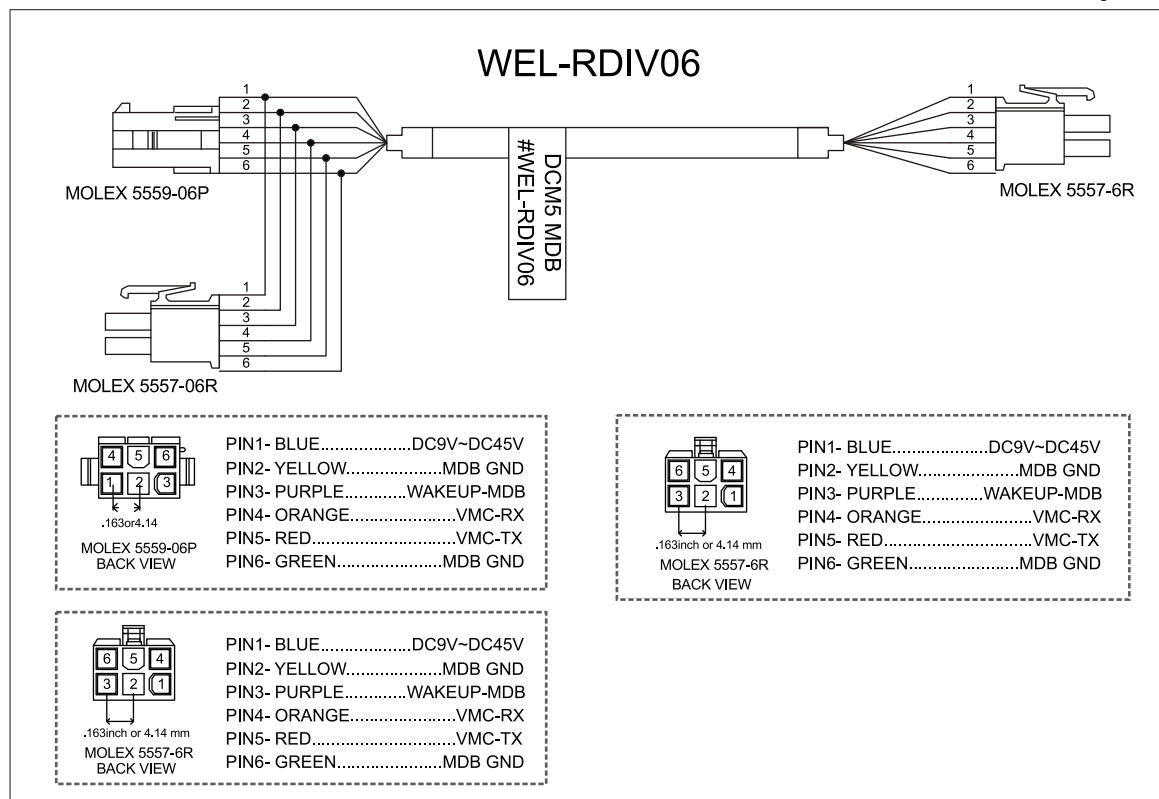 WEL-RDIV06
1
2
3
4
5
6
MOLEX 5559-06P
DCM5 MDB
#WEL-RDIV06
1
2
3
4
5
6
MOLEX 5557-6R
1
2
3
4
5
6
MOLEX 5557-06R
4 5 6
1 2 3
.163or4.14
MOLEX 5559-06P
BACK VIEW
PIN1- BLUE................DC9V~DC45V
PIN2- YELLOW................MDB GND
PIN3- PURPLE............WAKEUP-MDB
PIN4- ORANGE..................VMC-RX
PIN5- RED........................VMC-TX
PIN6- GREEN..................MDB GND
6 5 4
3 2 1
.163inch or 4.14 mm
MOLEX 5557-6R
BACK VIEW
PIN1- BLUE................DC9V~DC45V
PIN2- YELLOW................MDB GND
PIN3- PURPLE............WAKEUP-MDB
PIN4- ORANGE..................VMC-RX
PIN5- RED........................VMC-TX
PIN6- GREEN..................MDB GND
6 5 4
3 2 1
.163inch or 4.14 mm
MOLEX 5557-6R
BACK VIEW
PIN1- BLUE................DC9V~DC45V
PIN2- YELLOW................MDB GND
PIN3- PURPLE............WAKEUP-MDB
PIN4- ORANGE..................VMC-RX
PIN5- RED........................VMC-TX
PIN6- GREEN..................MDB GND